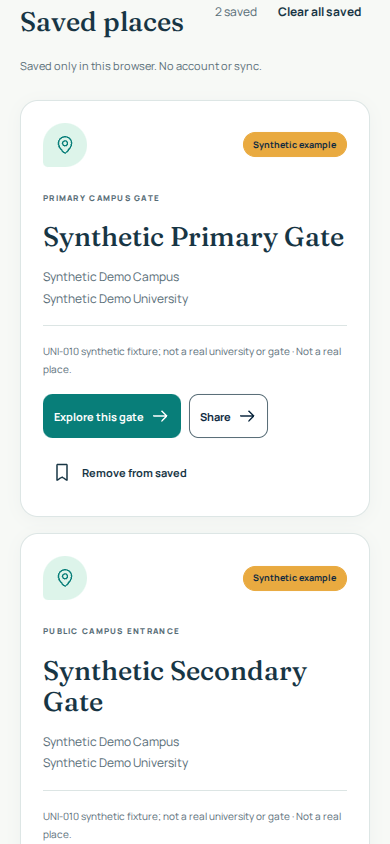 Saved places
2 saved
Clear all saved
Saved only in this browser. No account or sync.
Synthetic example
PRIMARY CAMPUS GATE
Synthetic Primary Gate
Synthetic Demo Campus
Synthetic Demo University
UNI-010 synthetic fixture; not a real university or gate · Not a real
place.
Explore this gate
Share
Remove from saved
Synthetic example
PUBLIC CAMPUS ENTRANCE
Synthetic Secondary
Gate
Synthetic Demo Campus
Synthetic Demo University
UNI-010 synthetic fixture; not a real university or gate · Not a real
place.